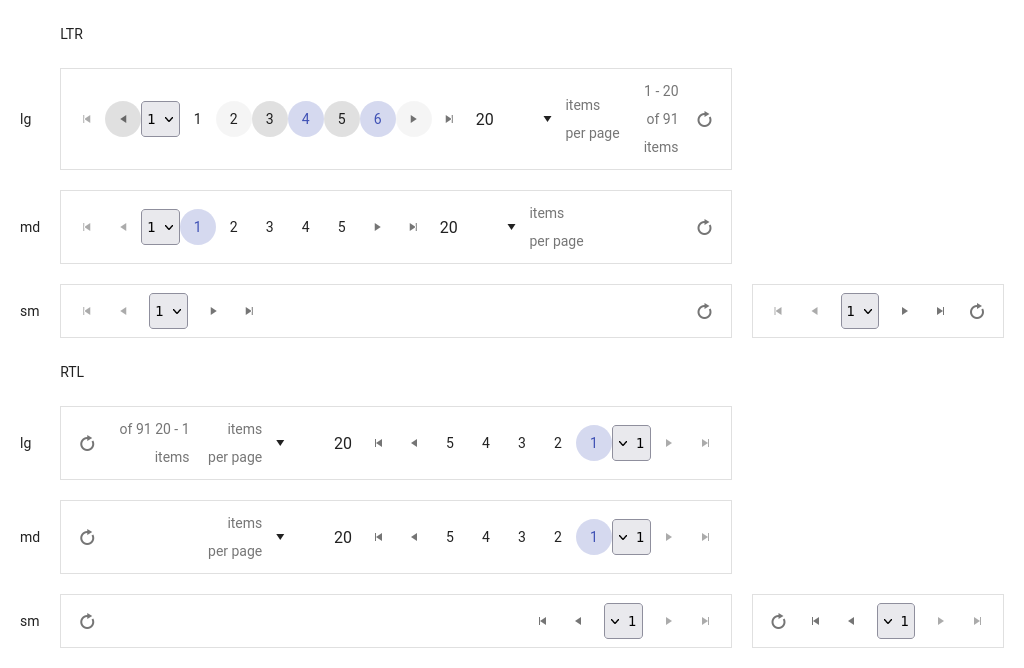 LTR
lg 1 1 2 3 4 5 6 20 items per page 1 - 20 of 91 items
md 1 1 2 3 4 5 20 items per page
sm 1 1
RTL
lg of 91 20 - 1 items items per page 20 5 4 3 2 1 1
md items per page 20 5 4 3 2 1 1
sm 1 1